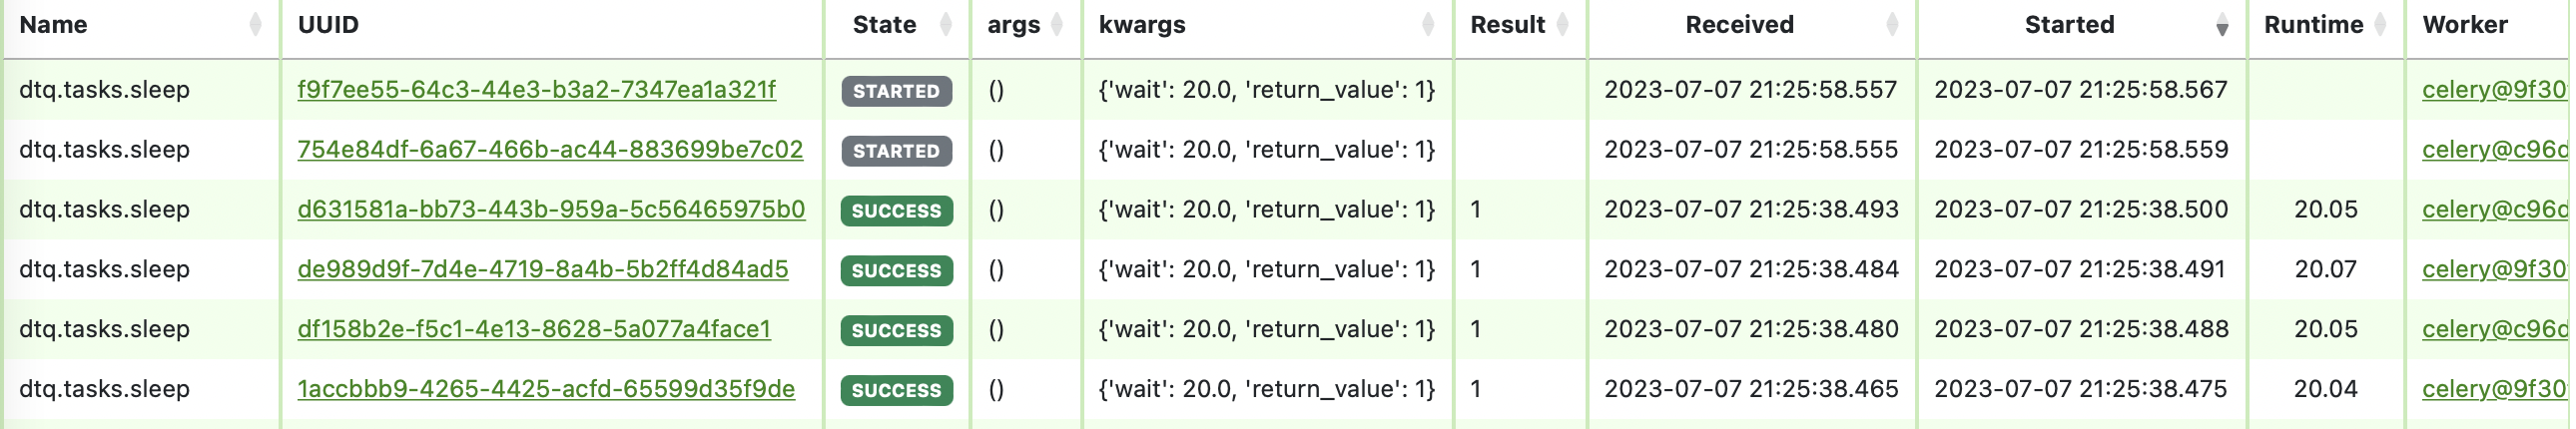 Name UUID State args kwargs Result Received Started Runtime Worker
dtq.tasks.sleep f9f7ee55-64c3-44e3-b3a2-7347ea1a321f STARTED () {'wait': 20.0, 'return_value': 1} 2023-07-07 21:25:58.557 2023-07-07 21:25:58.567 celery@9f30
dtq.tasks.sleep 754e84df-6a67-466b-ac44-883699be7c02 STARTED () {'wait': 20.0, 'return_value': 1} 2023-07-07 21:25:58.555 2023-07-07 21:25:58.559 celery@c96d
dtq.tasks.sleep d631581a-bb73-443b-959a-5c56465975b0 SUCCESS () {'wait': 20.0, 'return_value': 1} 1 2023-07-07 21:25:38.493 2023-07-07 21:25:38.500 20.05 celery@c96d
dtq.tasks.sleep de989d9f-7d4e-4719-8a4b-5b2ff4d84ad5 SUCCESS () {'wait': 20.0, 'return_value': 1} 1 2023-07-07 21:25:38.484 2023-07-07 21:25:38.491 20.07 celery@9f30
dtq.tasks.sleep df158b2e-f5c1-4e13-8628-5a077a4face1 SUCCESS () {'wait': 20.0, 'return_value': 1} 1 2023-07-07 21:25:38.480 2023-07-07 21:25:38.488 20.05 celery@c96d
dtq.tasks.sleep 1accbbb9-4265-4425-acfd-65599d35f9de SUCCESS () {'wait': 20.0, 'return_value': 1} 1 2023-07-07 21:25:38.465 2023-07-07 21:25:38.475 20.04 celery@9f30